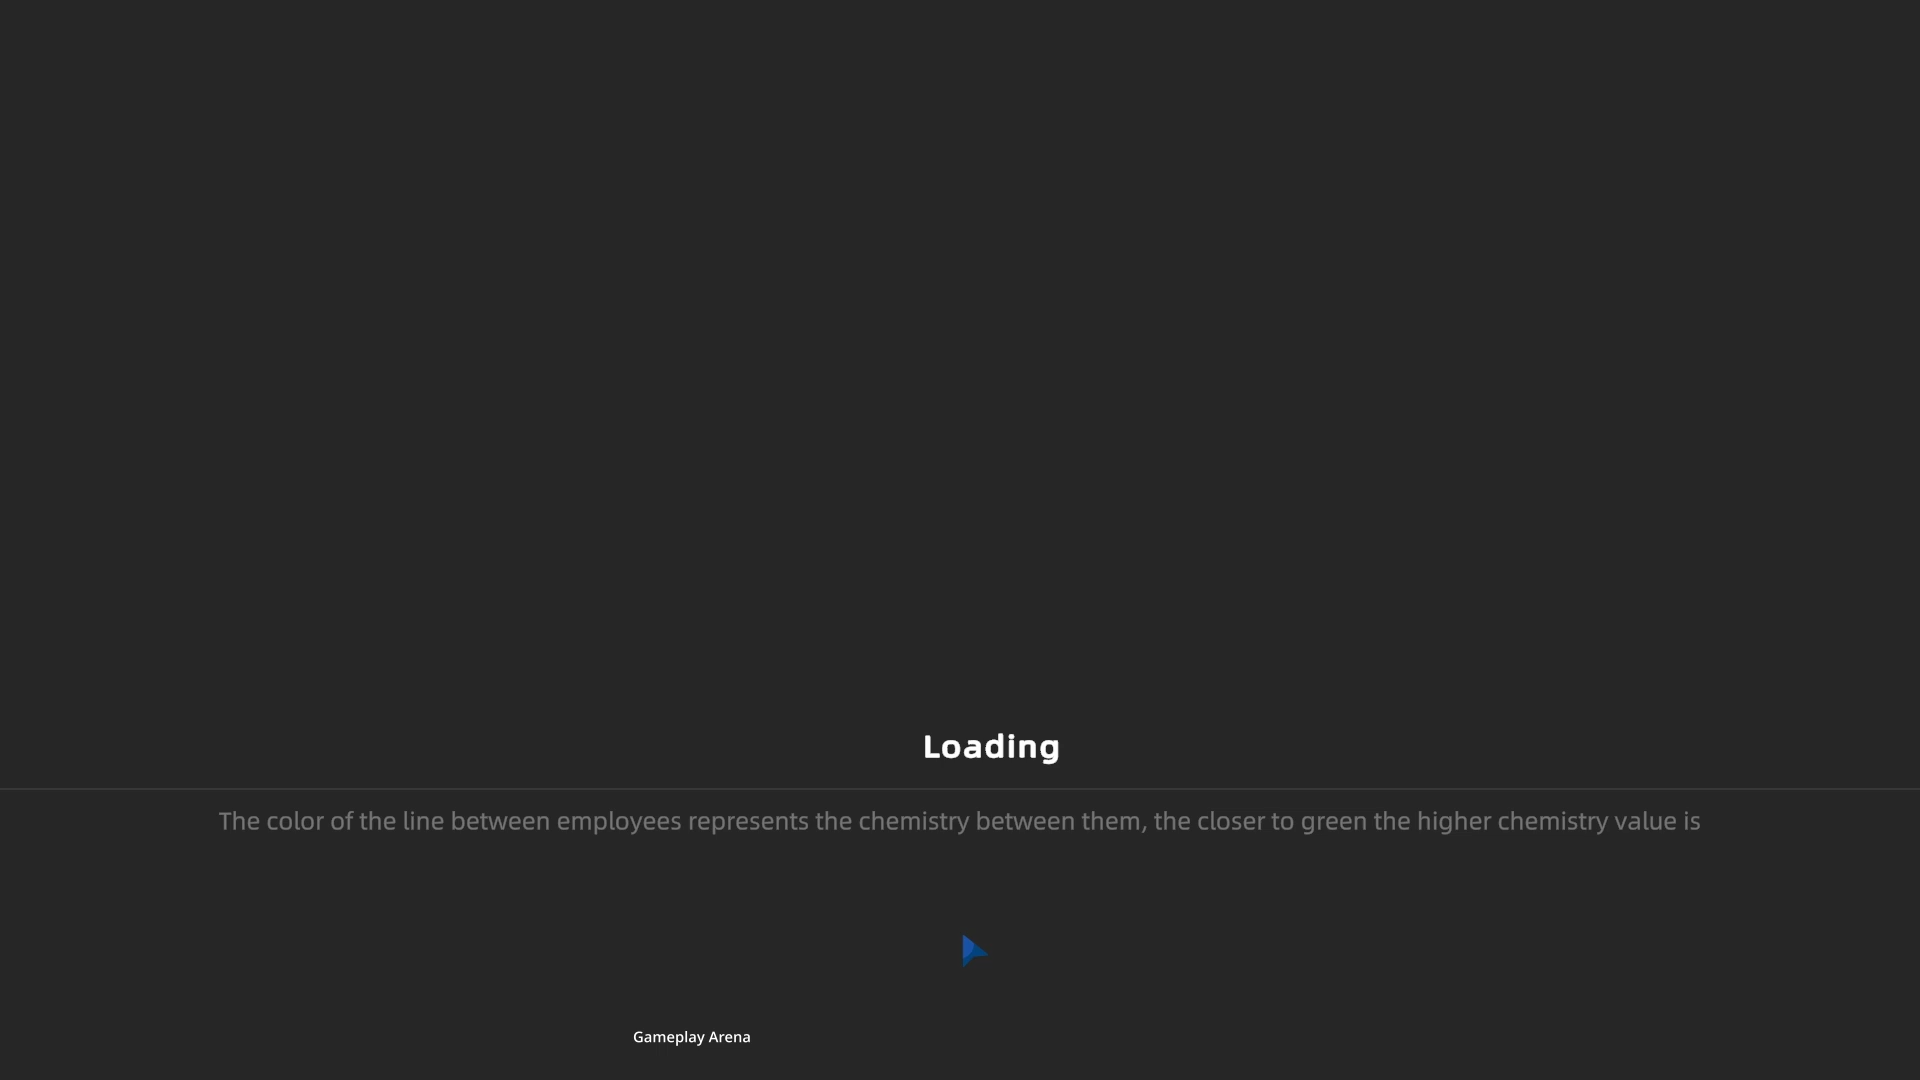 Loading
The color of the line between employees represents the chemistry between them, the closer to green the higher chemistry value is
Gameplay Arena